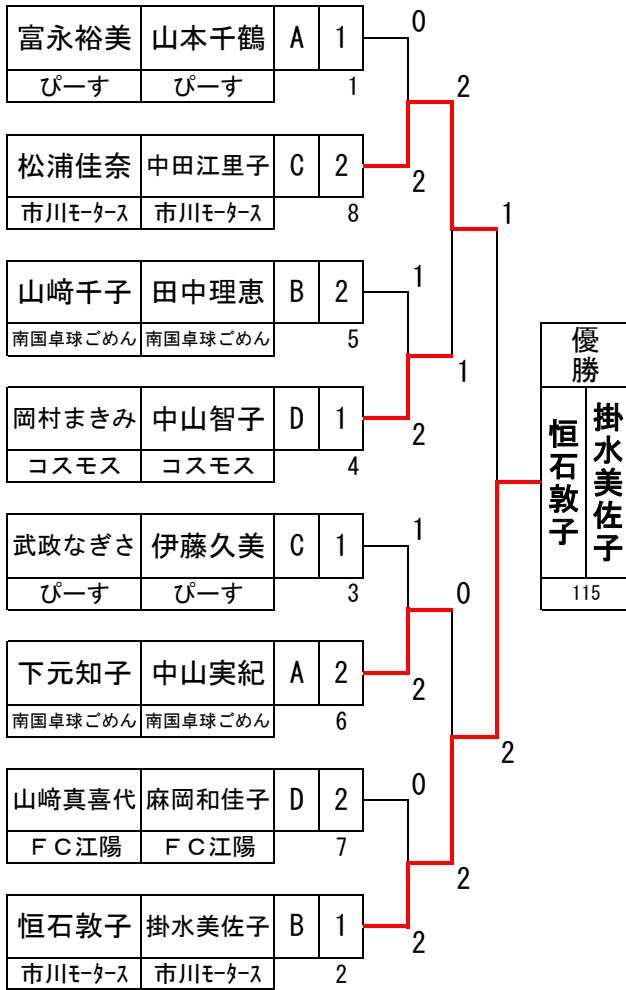 富永裕美 山本千鶴 A 1
ぴーす ぴーす 1
0
2
松浦佳奈 中田江里子 C 2
市川ﾓｰﾀｰｽ 市川ﾓｰﾀｰｽ 8
2
1
山﨑千子 田中理恵 B 2
南国卓球ごめん 南国卓球ごめん 5
1
1
岡村まきみ 中山智子 D 1
コスモス コスモス 4
2
武政なぎさ 伊藤久美 C 1
ぴーす ぴーす 3
1
0
下元知子 中山実紀 A 2
南国卓球ごめん 南国卓球ごめん 6
2
2
山﨑真喜代 麻岡和佳子 D 2
ＦＣ江陽 ＦＣ江陽 7
0
2
恒石敦子 掛水美佐子 B 1
市川ﾓｰﾀｰｽ 市川ﾓｰﾀｰｽ 2
2
優勝
掛水美佐子
恒石敦子
115